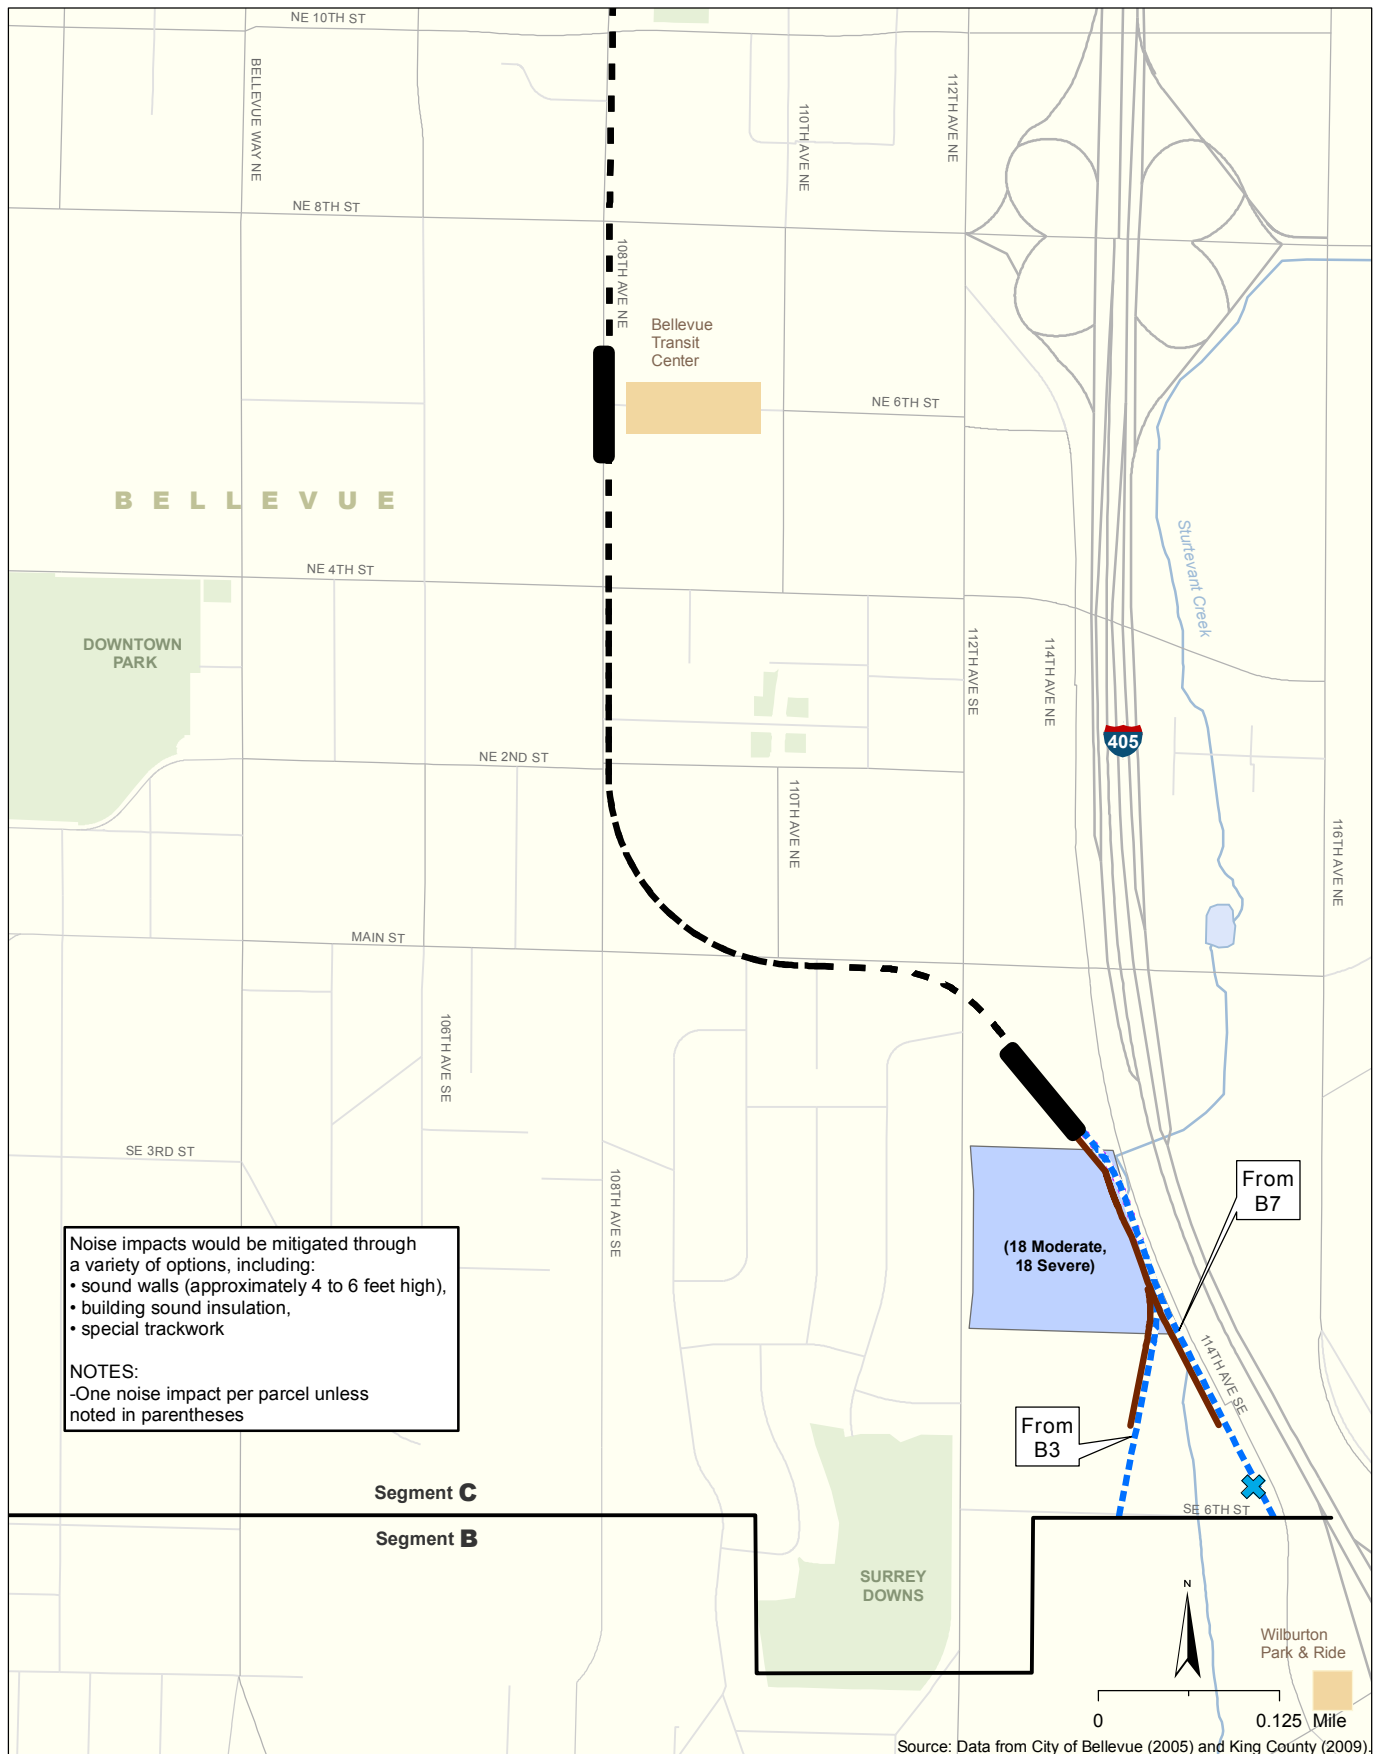 NE 10TH ST
BELLEVUE WAY NE
110TH AVE NE
112TH AVE NE
NE 8TH ST
108TH AVE NE
Bellevue
Transit
Center
NE 6TH ST
BELLEVUE
Sturtevant Creek
NE 4TH ST
DOWNTOWN
PARK
112TH AVE SE
114TH AVE NE
405
NE 2ND ST
110TH AVE NE
116TH AVE NE
MAIN ST
106TH AVE SE
SE 3RD ST
108TH AVE SE
From
B7
(18 Moderate,
18 Severe)
Noise impacts would be mitigated through
a variety of options, including:
• sound walls (approximately 4 to 6 feet high),
• building sound insulation,
• special trackwork
NOTES:
-One noise impact per parcel unless
noted in parentheses
114TH AVE SE
From
B3
Segment C
SE 6TH ST
Segment B
SURREY
DOWNS
N
Wilburton
Park & Ride
0 0.125 Mile
Source: Data from City of Bellevue (2005) and King County (2009).